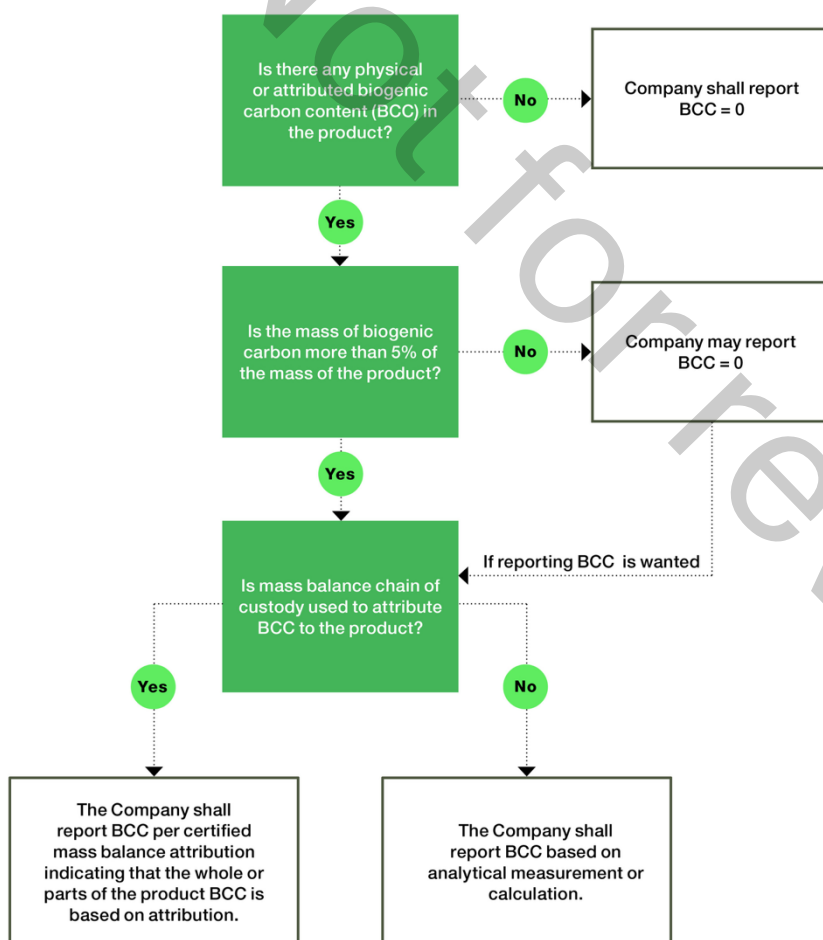 Is there any physical
or attributed biogenic
carbon content (BCC) in
the product?
No
Company shall report
BCC = 0
Yes
Is the mass of biogenic
carbon more than 5% of
the mass of the product?
No
Company may report
BCC = 0
Yes
If reporting BCC is wanted
Is mass balance chain of
custody used to attribute
BCC to the product?
Yes
No
The Company shall
report BCC per certified
mass balance attribution
indicating that the whole or
parts of the product BCC is
based on attribution.
The Company shall
report BCC based on
analytical measurement or
calculation.
not for re